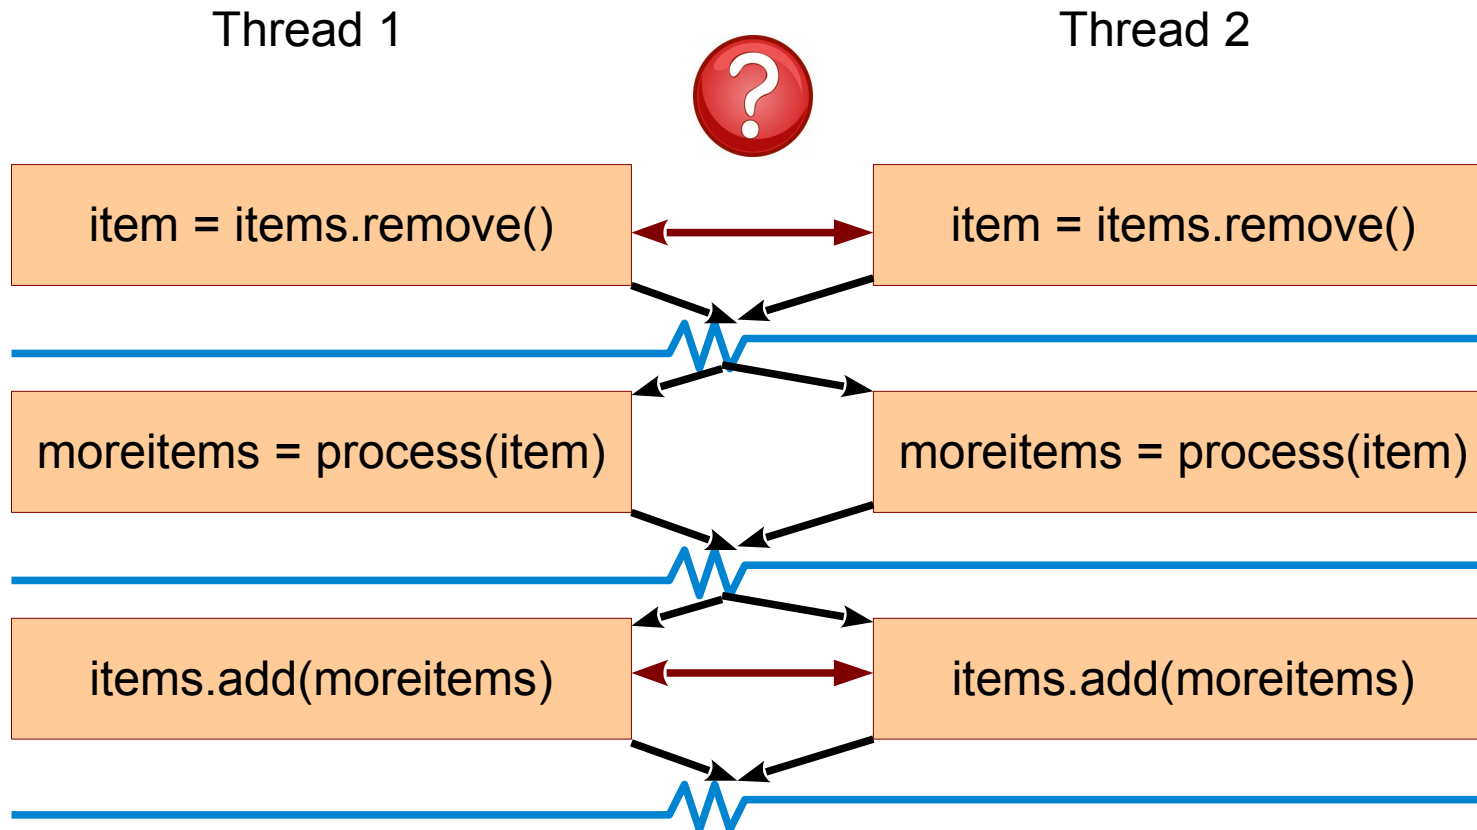 Thread 1
Thread 2
?
item = items.remove()
item = items.remove()
moreitems = process(item)
moreitems = process(item)
items.add(moreitems)
items.add(moreitems)